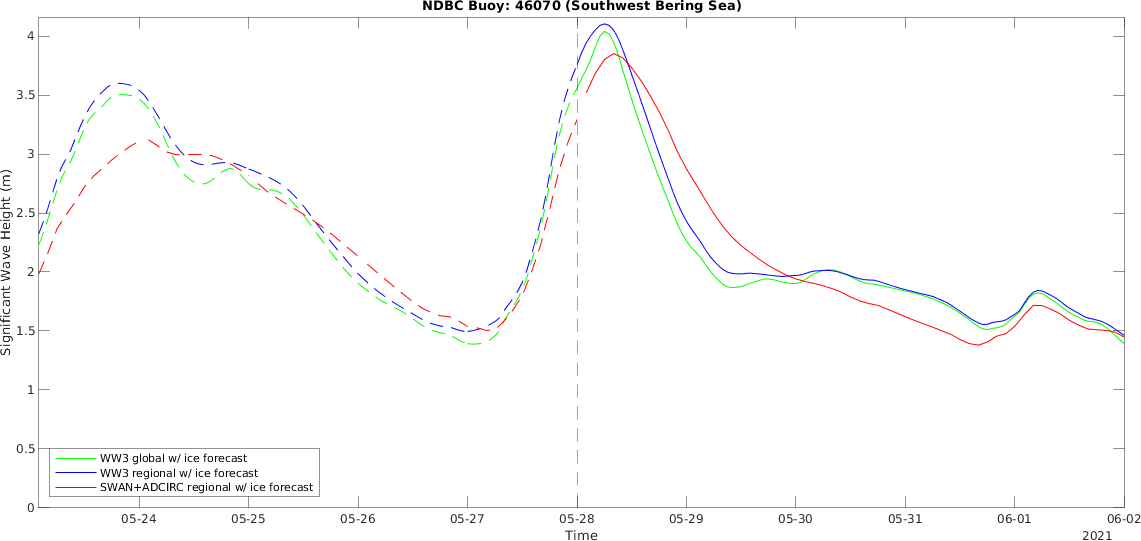 NDBC Buoy: 46070 (Southwest Bering Sea)
Significant Wave Height (m)
4
3.5
3
2.5
2
1.5
1
0.5
0
WW3 global w/ ice forecast
WW3 regional w/ ice forecast
SWAN+ADCIRC regional w/ ice forecast
05-24 05-25 05-26 05-27 05-28 05-29 05-30 05-31 06-01 06-02
Time
2021